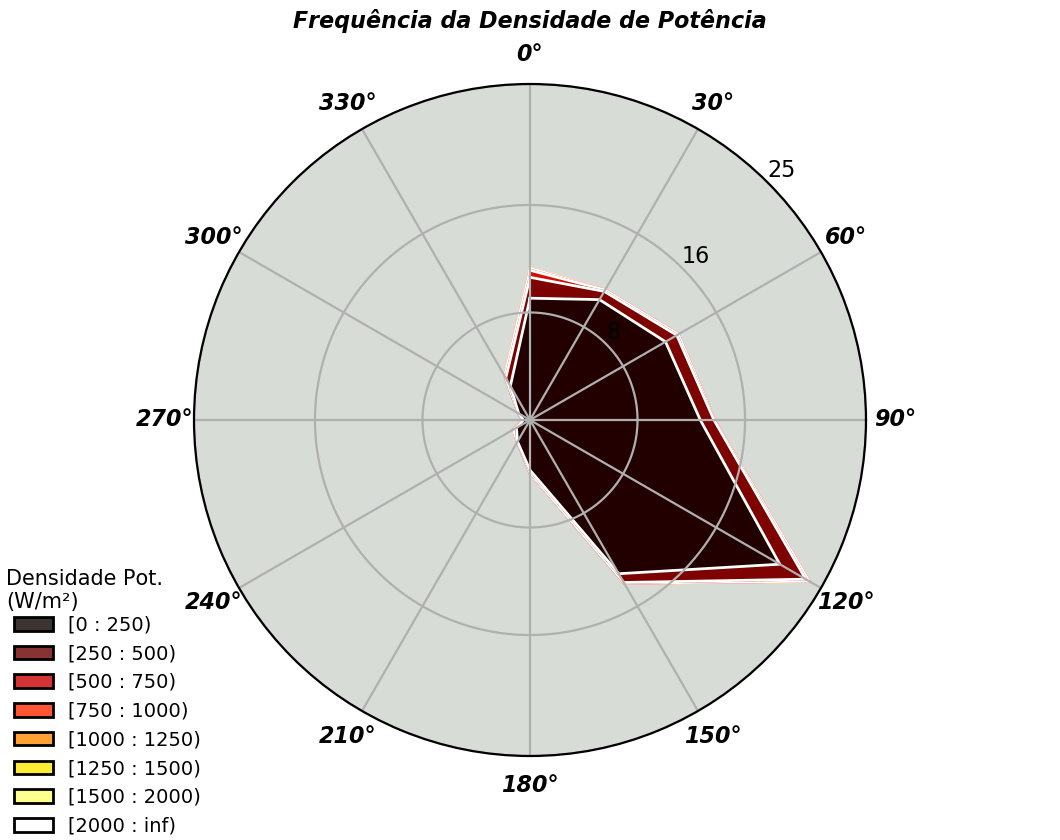 Frequência da Densidade de Potência
0°
330°
30°
25
300°
60°
16
8
270°
90°
240°
120°
210°
150°
180°
Densidade Pot.
(W/m²)
[0 : 250)
[250 : 500)
[500 : 750)
[750 : 1000)
[1000 : 1250)
[1250 : 1500)
[1500 : 2000)
[2000 : inf)